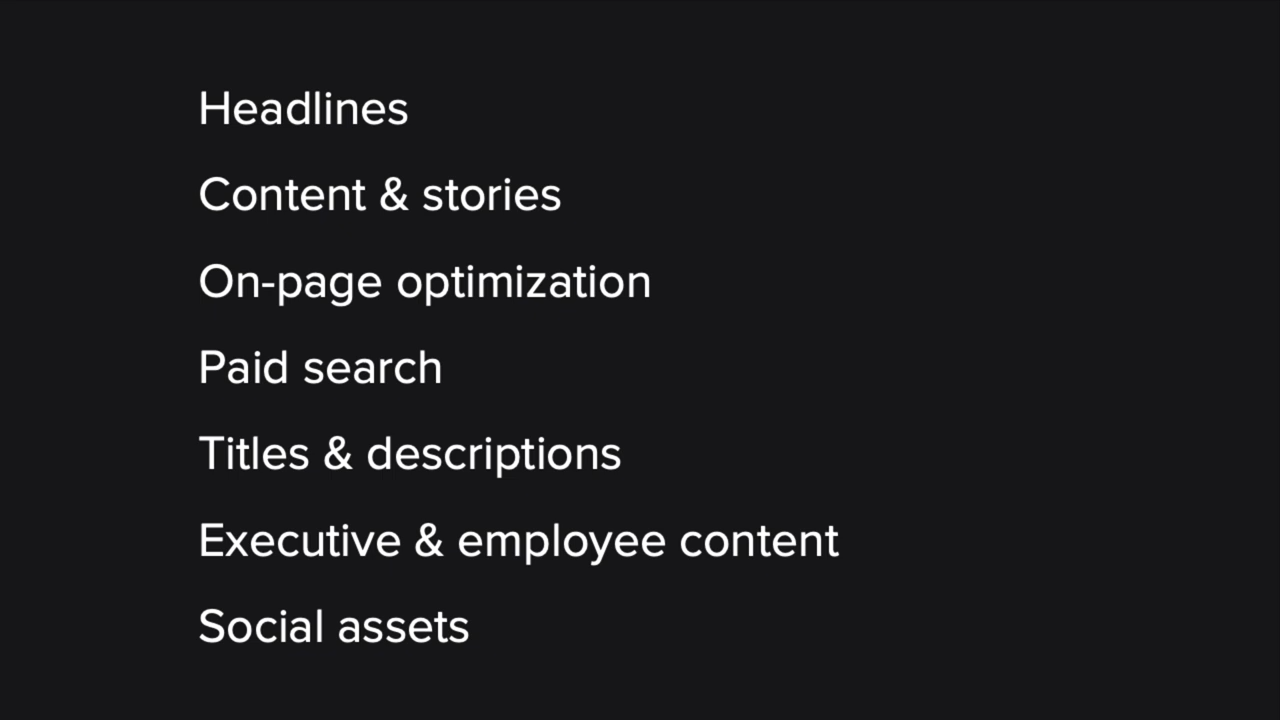 Headlines
Content & stories
On-page optimization
Paid search
Titles & descriptions
Executive & employee content
Social assets